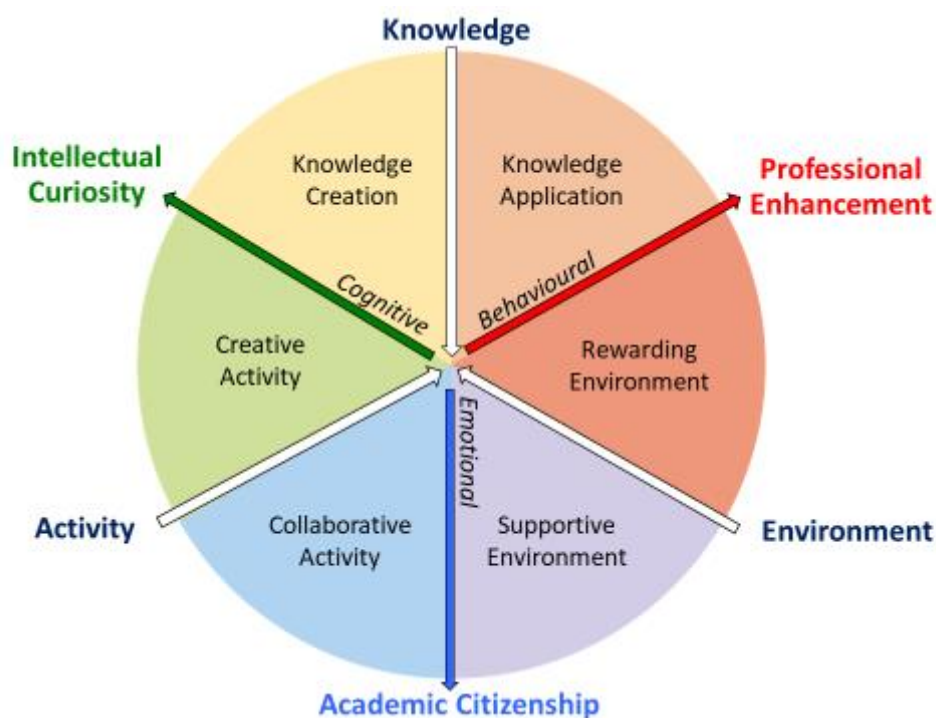 Knowledge
Intellectual
Curiosity
Knowledge
Creation
Knowledge
Application
Professional
Enhancement
Cognitive
Behavioural
Creative
Activity
Rewarding
Environment
Emotional
Activity
Collaborative
Activity
Supportive
Environment
Environment
Academic Citizenship